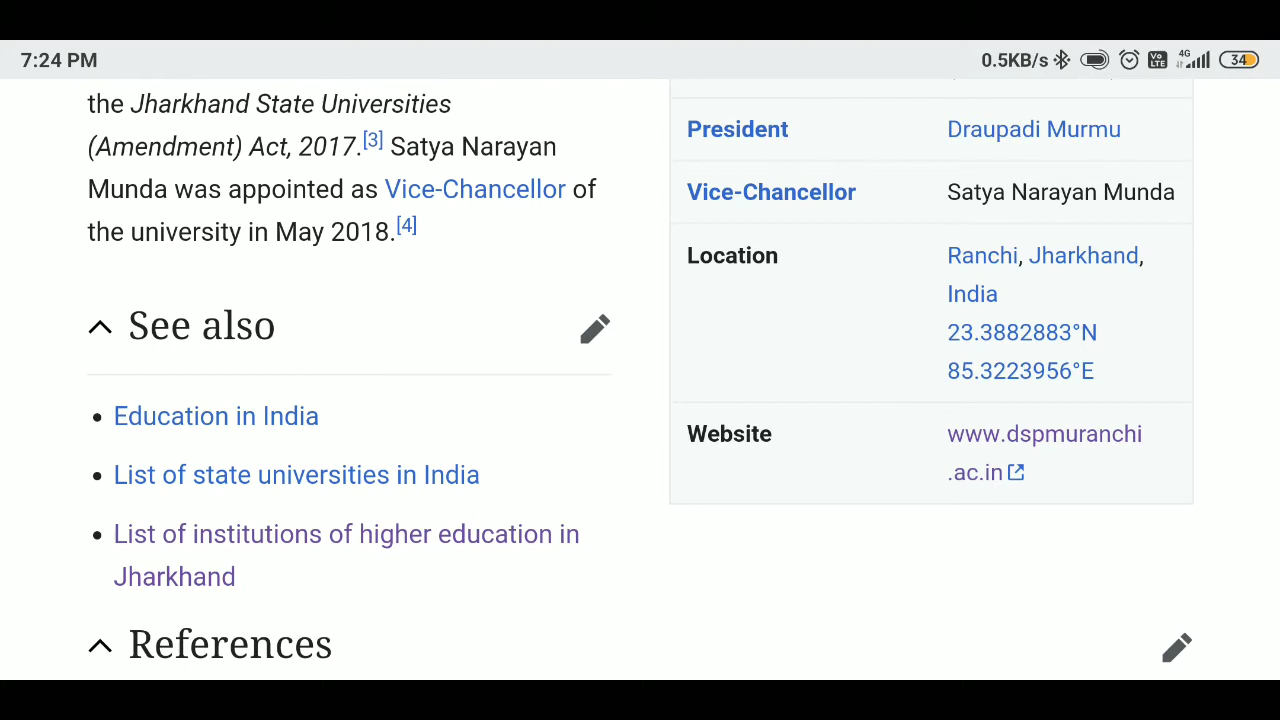 7:24 PM
0.5KB/s
Vo LTE
4G
34
the Jharkhand State Universities
(Amendment) Act, 2017.[3] Satya Narayan
Munda was appointed as Vice-Chancellor of
the university in May 2018.[4]
See also
• Education in India
• List of state universities in India
• List of institutions of higher education in
Jharkhand
References
President Draupadi Murmu
Vice-Chancellor Satya Narayan Munda
Location Ranchi, Jharkhand,
India
23.3882883°N
85.3223956°E
Website www.dspmuranchi
.ac.in